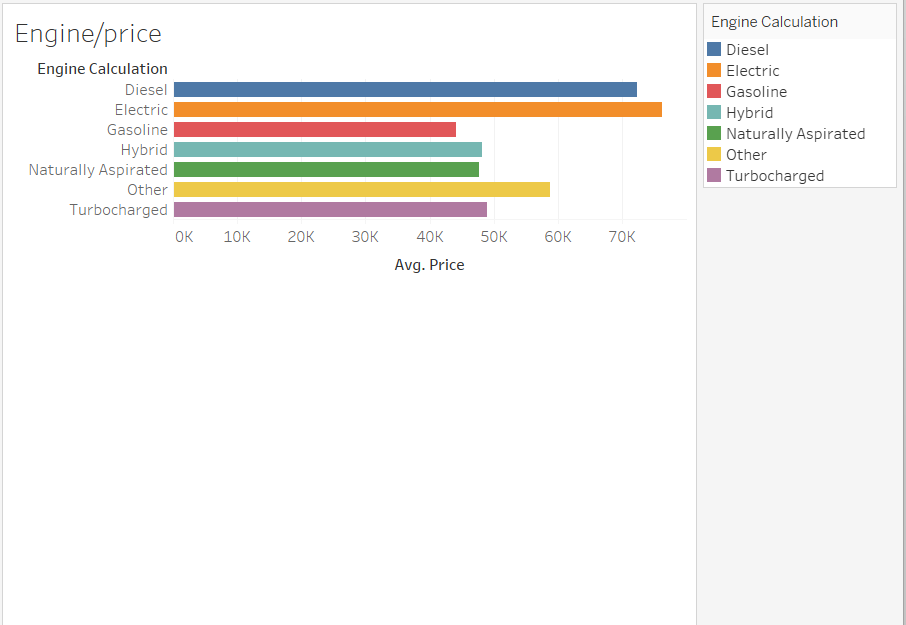 Engine/price
Engine Calculation
Diesel
Electric
Gasoline
Hybrid
Naturally Aspirated
Other
Turbocharged
0K 10K 20K 30K 40K 50K 60K 70K
Avg. Price
Engine Calculation
Diesel
Electric
Gasoline
Hybrid
Naturally Aspirated
Other
Turbocharged